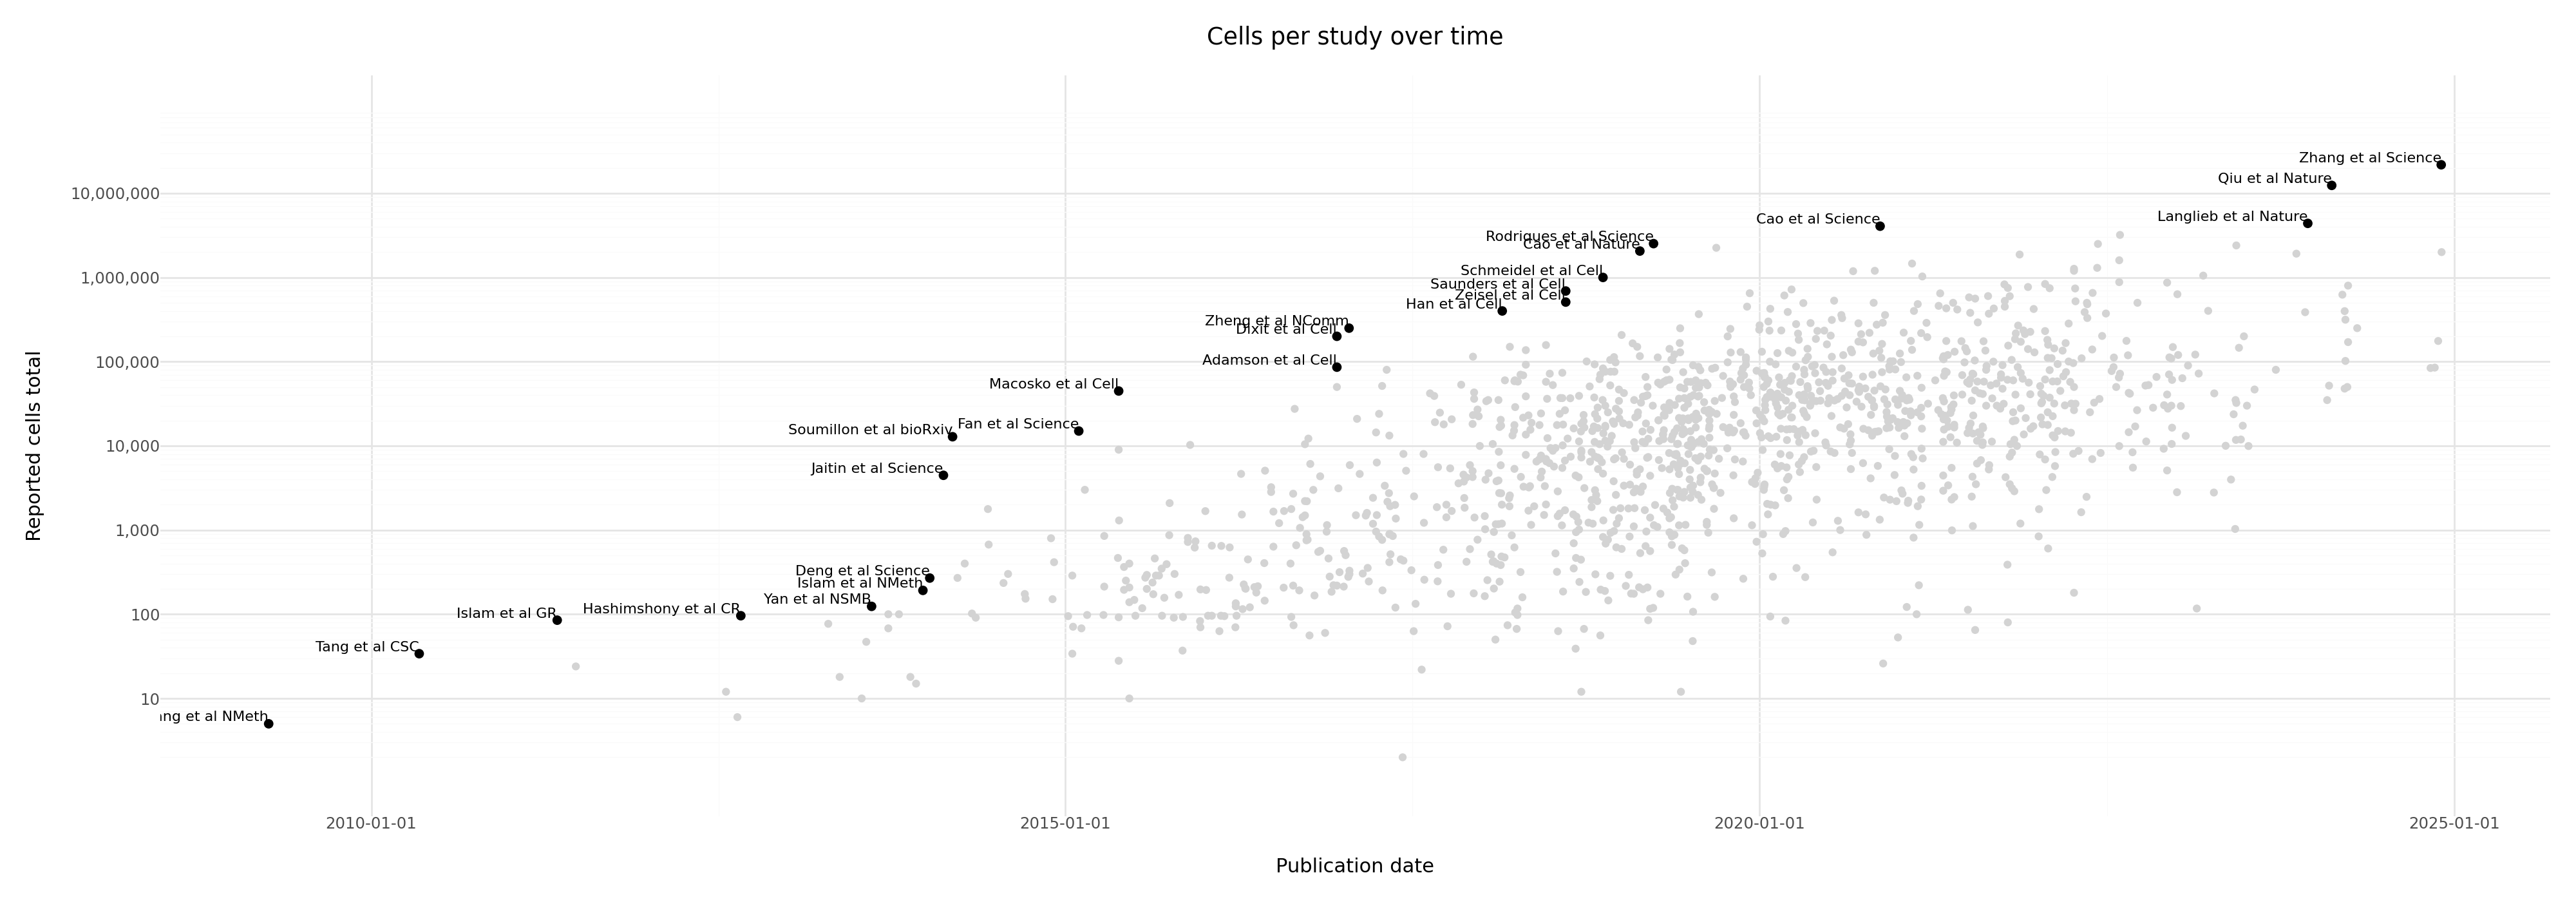 Cells per study over time
Reported cells total
10,000,000
1,000,000
100,000
10,000
1,000
100
10
Zhang et al Science
Qiu et al Nature
Langlieb et al Nature
Cao et al Science
Rodriques et al Science
Cao et al Nature
Schmeidel et al Cell
Saunders et al Cell
Zeisel et al Cell
Han et al Cell
Zheng et al NComm
Dixit et al Cell
Adamson et al Cell
Macosko et al Cell
Fan et al Science
Soumillon et al bioRxiv
Jaitin et al Science
Deng et al Science
Islam et al NMeth
Yan et al NSMB
Hashimshony et al CR
Islam et al GR
Tang et al CSC
ng et al NMeth
2010-01-01
2015-01-01
2020-01-01
2025-01-01
Publication date